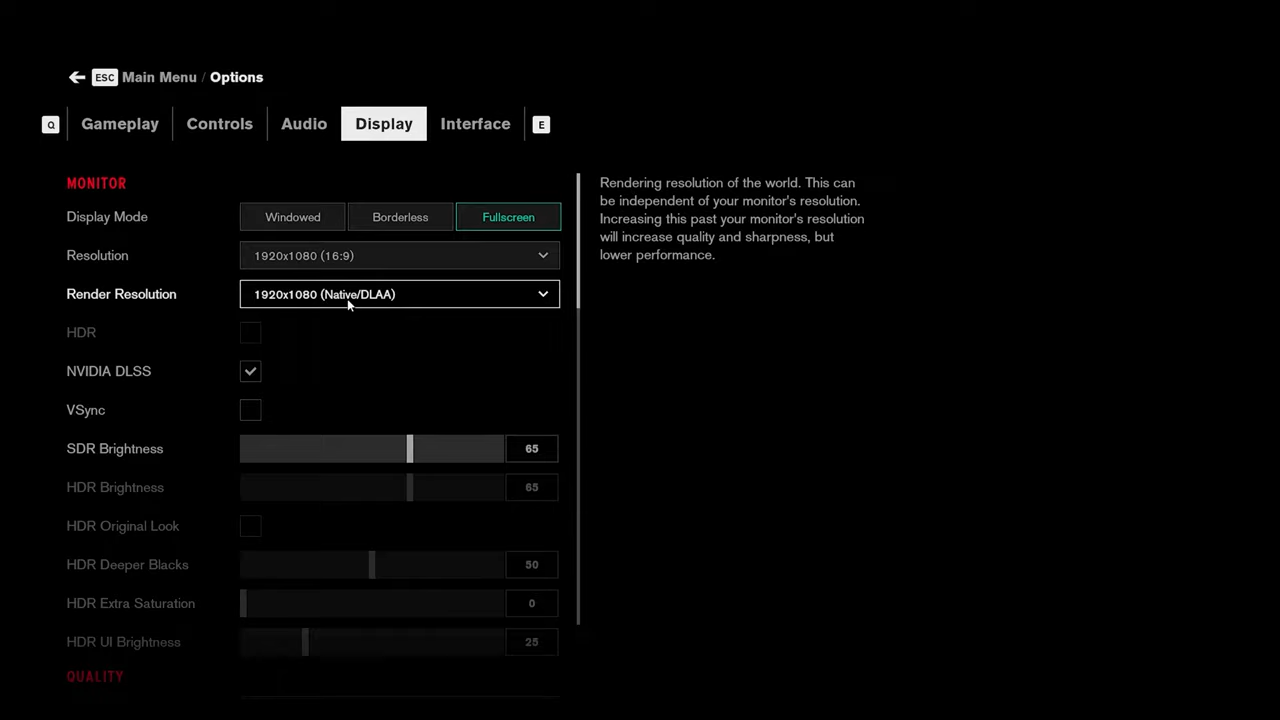 ESC Main Menu / Options
Q Gameplay Controls Audio Display Interface E
MONITOR
Display Mode Windowed Borderless Fullscreen
Resolution 1920x1080 (16:9)
Render Resolution 1920x1080 (Native/DLAA)
HDR
NVIDIA DLSS
VSync
SDR Brightness 65
HDR Brightness 65
HDR Original Look
HDR Deeper Blacks 50
HDR Extra Saturation 0
HDR UI Brightness 25
QUALITY
Rendering resolution of the world. This can
be independent of your monitor's resolution.
Increasing this past your monitor's resolution
will increase quality and sharpness, but
lower performance.